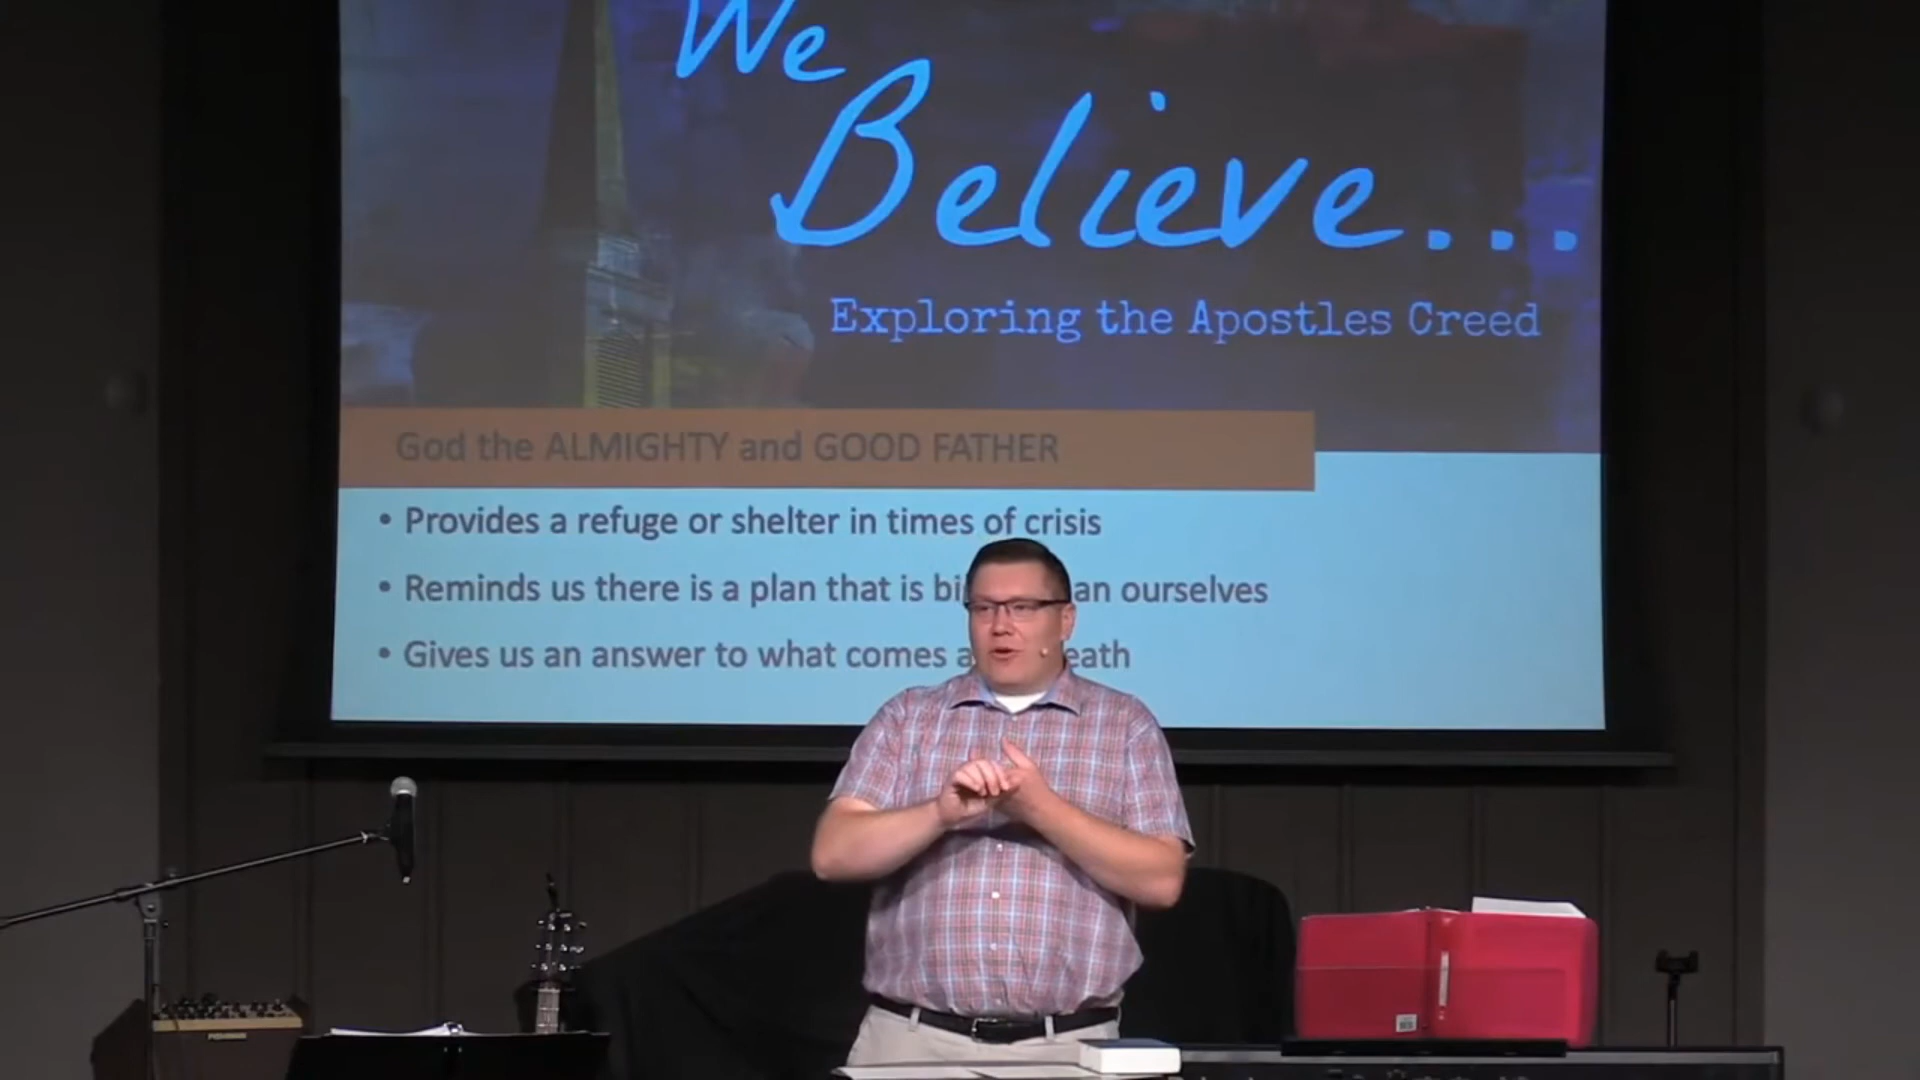 We
Believe...
Exploring the Apostles Creed
God the ALMIGHTY and GOOD FATHER
• Provides a refuge or shelter in times of crisis
• Reminds us there is a plan that is bi an ourselves
• Gives us an answer to what comes a eath